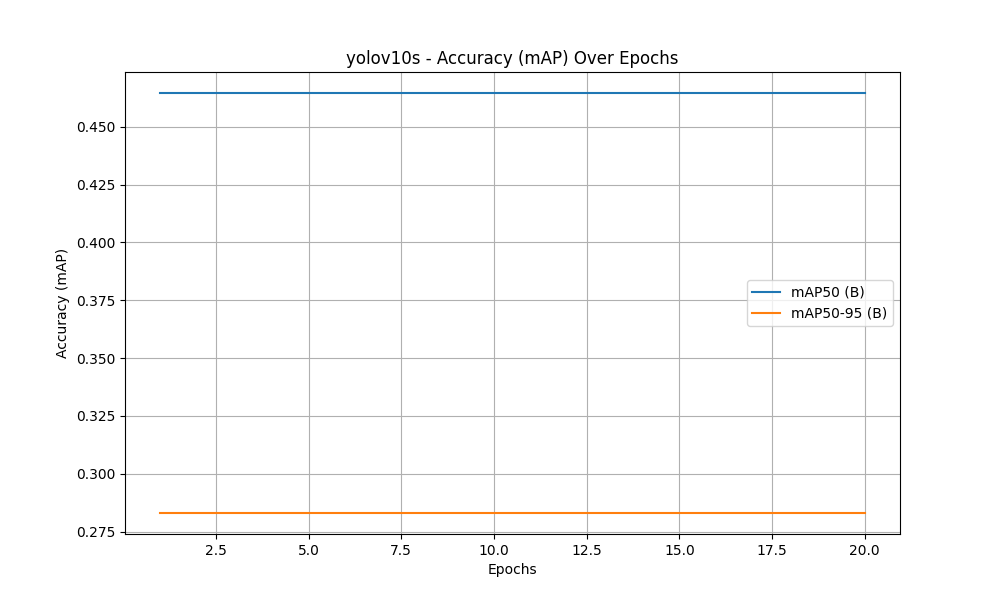 yolov10s - Accuracy (mAP) Over Epochs
Accuracy (mAP)
0.450
0.425
0.400
0.375
0.350
0.325
0.300
0.275
mAP50 (B)
mAP50-95 (B)
2.5 5.0 7.5 10.0 12.5 15.0 17.5 20.0
Epochs